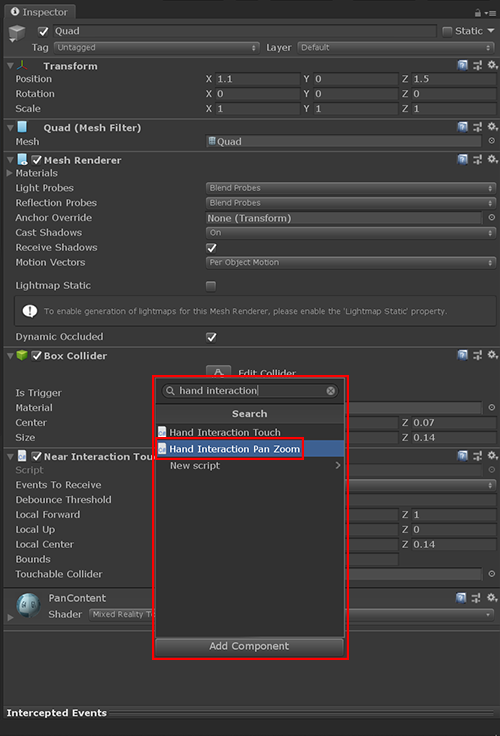 Inspector
Quad Static
Tag Untagged Layer Default
Transform
Position X 1.1 Y 0 Z 1.5
Rotation X 0 Y 0 Z 0
Scale X 1 Y 1 Z 1
Quad (Mesh Filter)
Mesh Quad
Mesh Renderer
Materials
Light Probes Blend Probes
Reflection Probes Blend Probes
Anchor Override None (Transform)
Cast Shadows On
Receive Shadows
Motion Vectors Per Object Motion
Lightmap Static
To enable generation of lightmaps for this Mesh Renderer, please enable the 'Lightmap Static' property.
Dynamic Occluded
Box Collider
Edit Collider
Is Trigger
Material
Center Z 0.07
Size Z 0.14
hand interaction
Search
Hand Interaction Touch
Hand Interaction Pan Zoom
New script
Add Component
Near Interaction Tou
Script
Events To Receive
Debounce Threshold
Local Forward Z 1
Local Up Z 0
Local Center Z 0.14
Bounds
Touchable Collider
PanContent
Shader Mixed Reality To
Intercepted Events